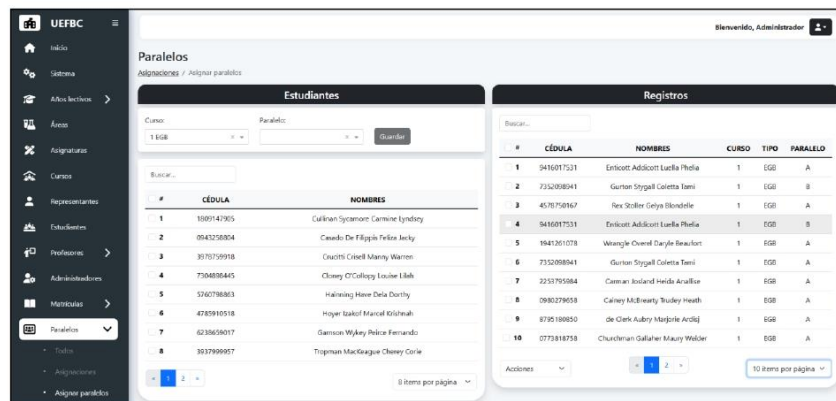 UEFBC
Bienvenido, Administrador
Inicio
Sistema
Años lectivos
Áreas
Asignaturas
Cursos
Representantes
Estudiantes
Profesores
Administradores
Matrículas
Paralelos
Todos
Asignaciones
Asignar paralelos
Paralelos
Asignaciones / Asignar paralelos
Estudiantes
Curso: Paralelo:
1 EGB × Guardar
Buscar...
# CÉDULA NOMBRES
1 1809147905 Cullinan Sycamore Carmine Lyndsey
2 0943258804 Casado De Filippis Feliza Jacky
3 3978759918 Crucitti Crisell Manny Warren
4 7304898445 Cloney O'Collopy Louise Lilah
5 5760798863 Hainning Have Dela Dorthy
6 4785910518 Hoyer Izakof Marcel Krishnah
7 6238659017 Gamson Wykey Peirce Fernando
8 3937999957 Tropman MacKeague Cherey Corie
« 1 2 » 8 items por página
Registros
Buscar...
# CÉDULA NOMBRES CURSO TIPO PARALELO
1 9416017531 Enticott Addicott Luella Phelia 1 EGB A
2 7352098941 Gurton Stygall Coletta Tami 1 EGB B
3 4578750167 Rex Stoller Gelya Blondelle 1 EGB A
4 9416017531 Enticott Addicott Luella Phelia 1 EGB B
5 1941261078 Wrangle Overel Daryle Beaufort 1 EGB A
6 7352098941 Gurton Stygall Coletta Tami 1 EGB A
7 2253795984 Carman Josland Heida Analise 1 EGB A
8 0980279658 Cainey McBrearty Trudey Heath 1 EGB A
9 8795180850 de Clerk Aubry Marjorie Ardisj 1 EGB A
10 0773818758 Churchman Gallaher Maury Welder 1 EGB A
Acciones « 1 2 » 10 items por página